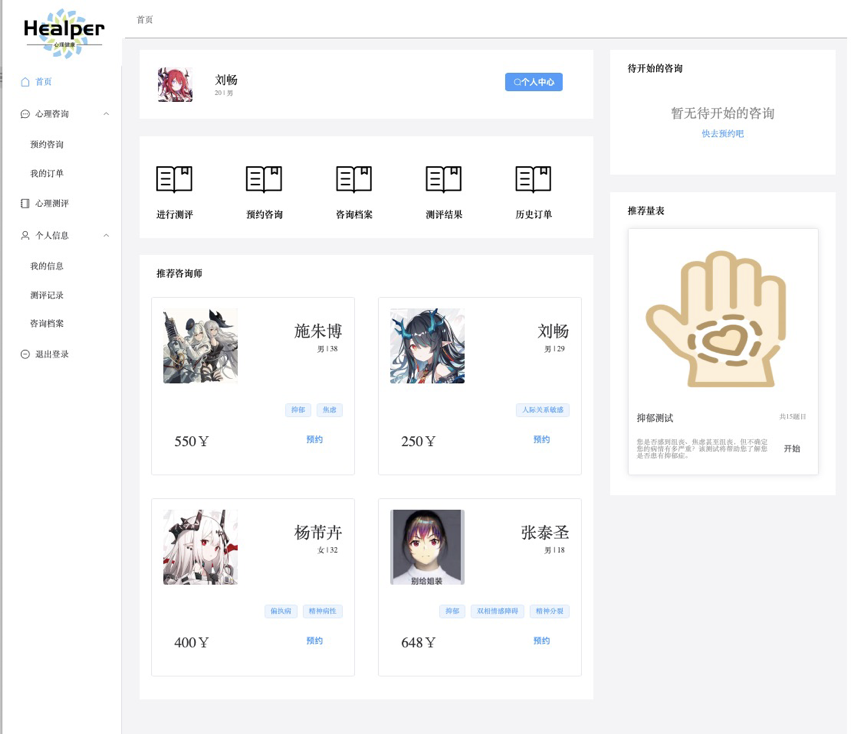 Healper
心理健康
首页
首页
心理咨询
预约咨询
我的订单
心理测评
个人信息
我的信息
测评记录
咨询档案
退出登录
刘畅
20 | 男
个人中心
进行测评
预约咨询
咨询档案
测评结果
历史订单
推荐咨询师
施朱博
男 | 38
抑郁
焦虑
550￥
预约
刘畅
男 | 29
人际关系敏感
250￥
预约
杨芾卉
女 | 32
偏执病
精神病性
400￥
预约
别给姐装
张泰圣
男 | 18
抑郁
双相情感障碍
精神分裂
648￥
预约
待开始的咨询
暂无待开始的咨询
快去预约吧
推荐量表
抑郁测试
共15题目
您是否感到沮丧、焦虑甚至沮丧，但不确定
您的病情有多严重？该测试将帮助您了解您
是否患有抑郁症。
开始